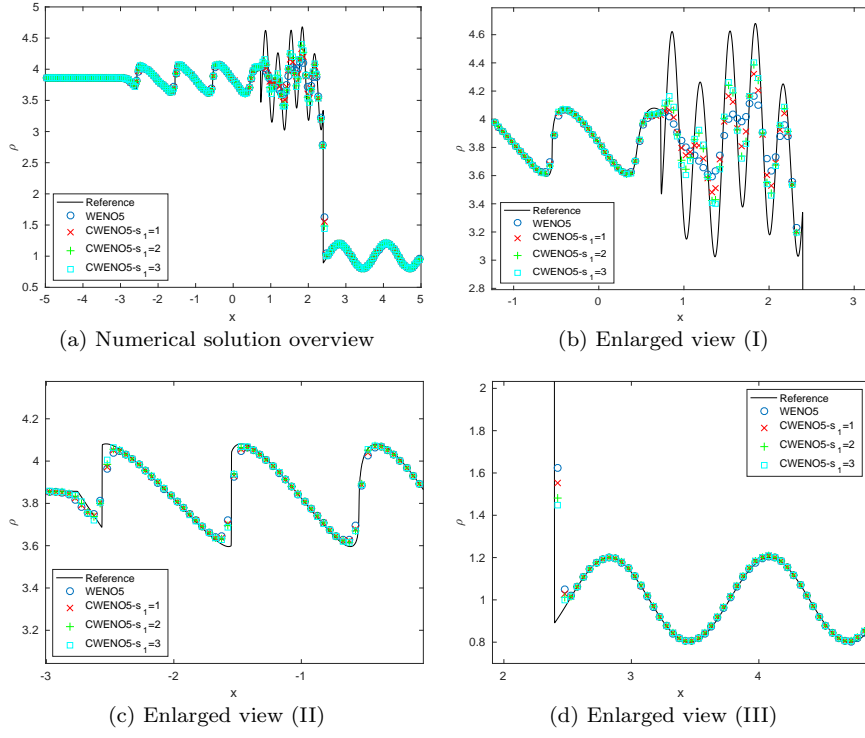 5
4.5
4
3.5
3
2.5
2
1.5
1
0.5
ρ
Reference
WENO5
CWENO5-s1=1
CWENO5-s1=2
CWENO5-s1=3
-5 -4 -3 -2 -1 0 1 2 3 4 5
x
(a) Numerical solution overview
4.6
4.4
4.2
4
3.8
3.6
3.4
3.2
3
2.8
ρ
Reference
WENO5
CWENO5-s1=1
CWENO5-s1=2
CWENO5-s1=3
-1 0 1 2 3
x
(b) Enlarged view (I)
4.2
4
3.8
3.6
3.4
3.2
ρ
Reference
WENO5
CWENO5-s1=1
CWENO5-s1=2
CWENO5-s1=3
-3 -2 -1
x
(c) Enlarged view (II)
2
1.8
1.6
1.4
1.2
1
0.8
ρ
Reference
WENO5
CWENO5-s1=1
CWENO5-s1=2
CWENO5-s1=3
2 3 4
x
(d) Enlarged view (III)